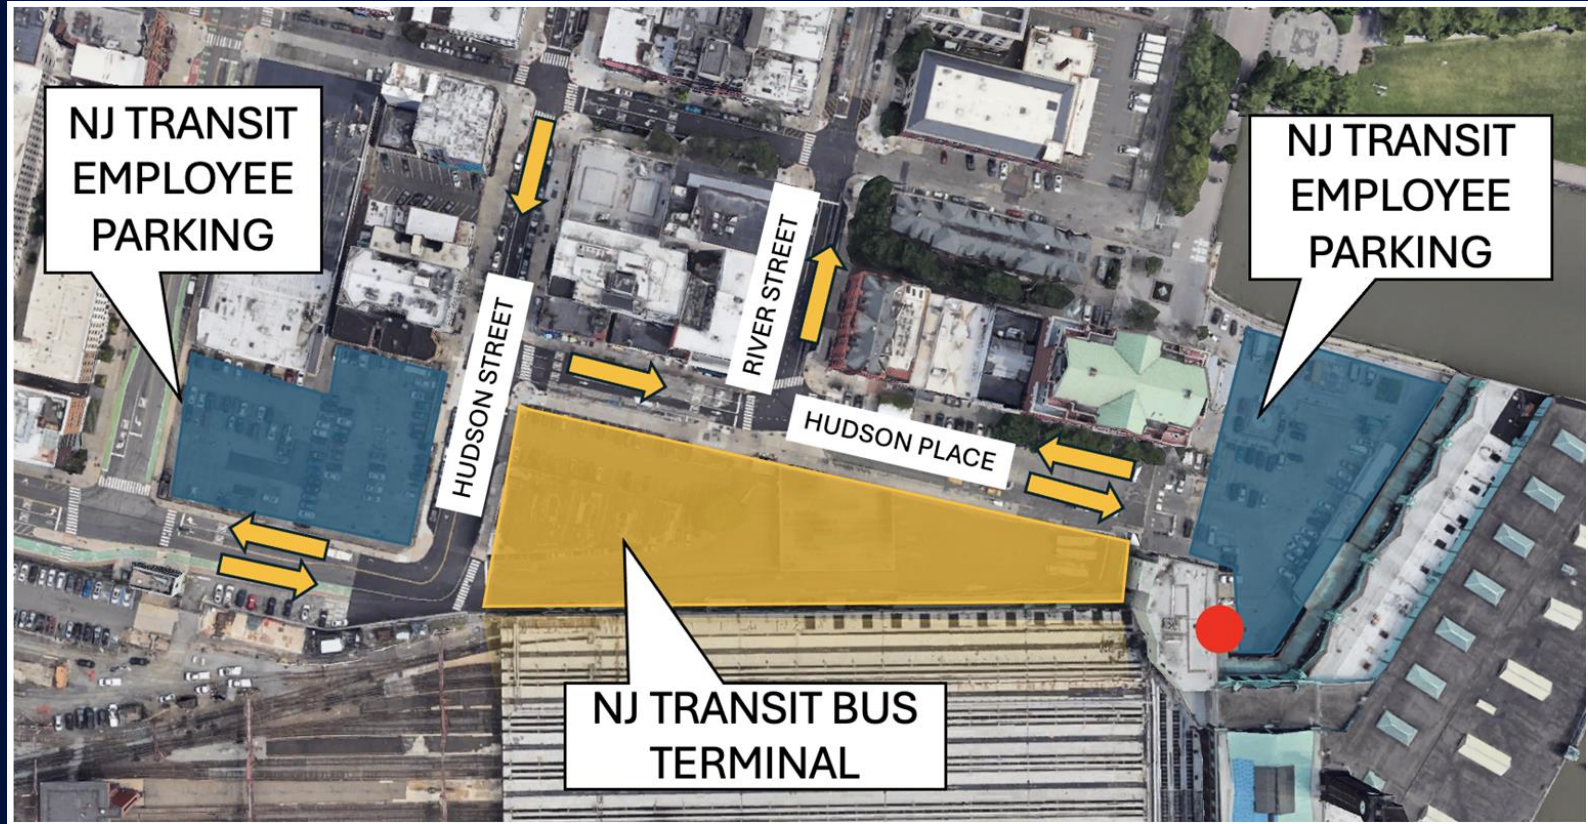 NJ TRANSIT
EMPLOYEE
PARKING
NJ TRANSIT
EMPLOYEE
PARKING
HUDSON STREET
RIVER STREET
HUDSON PLACE
NJ TRANSIT BUS
TERMINAL